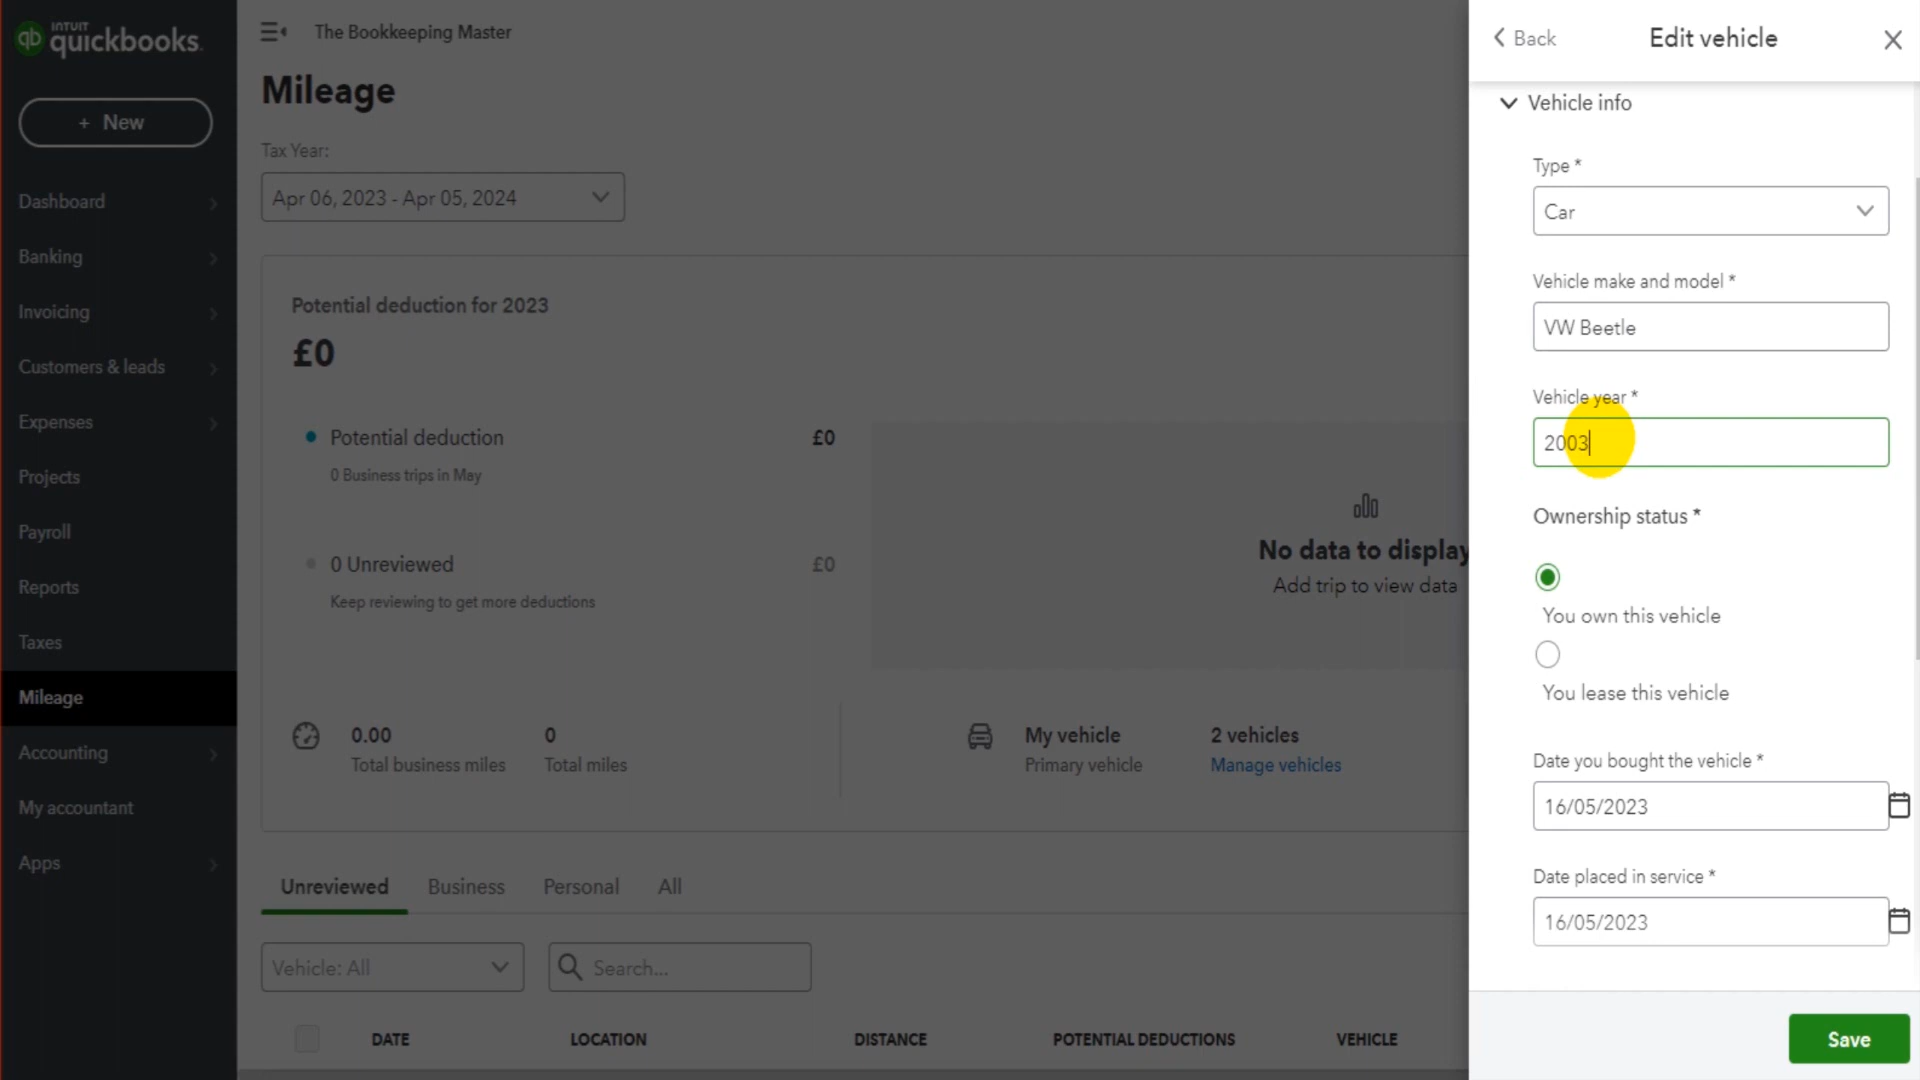 INTUIT
qb quickbooks.
+ New
Dashboard
Banking
Invoicing
Customers & leads
Expenses
Projects
Payroll
Reports
Taxes
Mileage
Accounting
My accountant
Apps
The Bookkeeping Master
Mileage
Tax Year:
Apr 06, 2023 - Apr 05, 2024
Potential deduction for 2023
£0
Potential deduction £0
0 Business trips in May
0 Unreviewed £0
Keep reviewing to get more deductions
No data to display
Add trip to view data
0.00
Total business miles
0
Total miles
My vehicle
Primary vehicle
2 vehicles
Manage vehicles
Unreviewed Business Personal All
Vehicle: All
Search...
DATE LOCATION DISTANCE POTENTIAL DEDUCTIONS VEHICLE
Back
Edit vehicle
Vehicle info
Type *
Car
Vehicle make and model *
VW Beetle
Vehicle year *
2003
Ownership status *
You own this vehicle
You lease this vehicle
Date you bought the vehicle *
16/05/2023
Date placed in service *
16/05/2023
Save